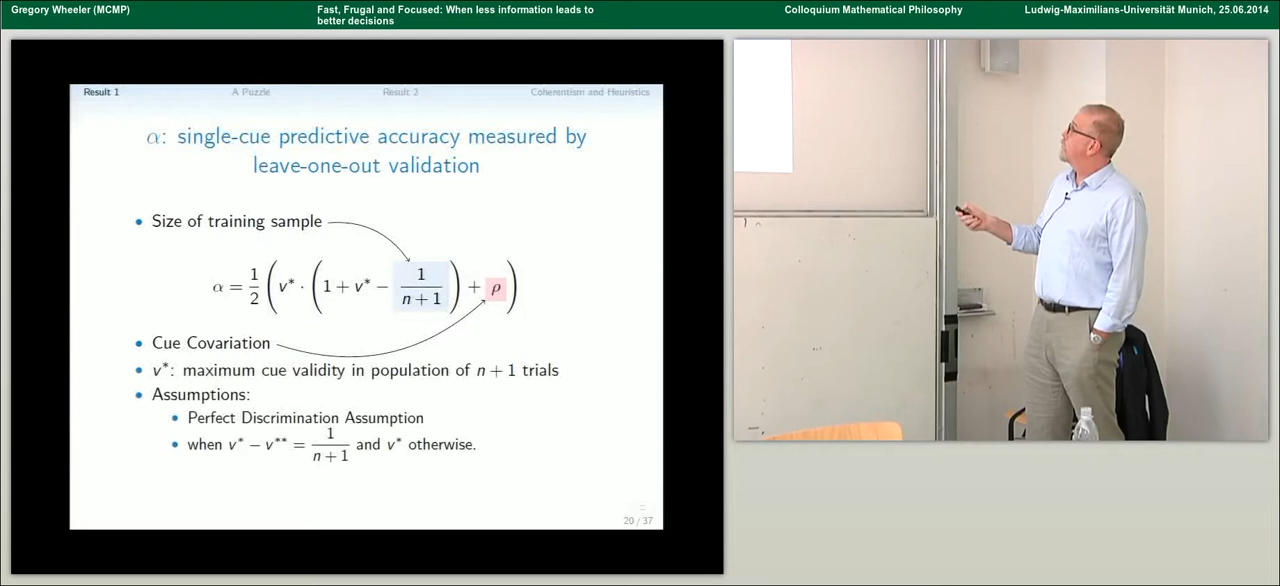 Gregory Wheeler (MCMP)
Fast, Frugal and Focused: When less information leads to
better decisions
Colloquium Mathematical Philosophy
Ludwig-Maximilians-Universität Munich, 25.06.2014
Result 1 A Puzzle Result 2 Coherentism and Heuristics
α: single-cue predictive accuracy measured by
leave-one-out validation
• Size of training sample
α = 1/2 ( v* · ( 1 + v* − 1/(n + 1) ) + ρ )
• Cue Covariation
• v*: maximum cue validity in population of n + 1 trials
• Assumptions:
• Perfect Discrimination Assumption
• when v* − v** = 1/(n + 1) and v* otherwise.
20 / 37